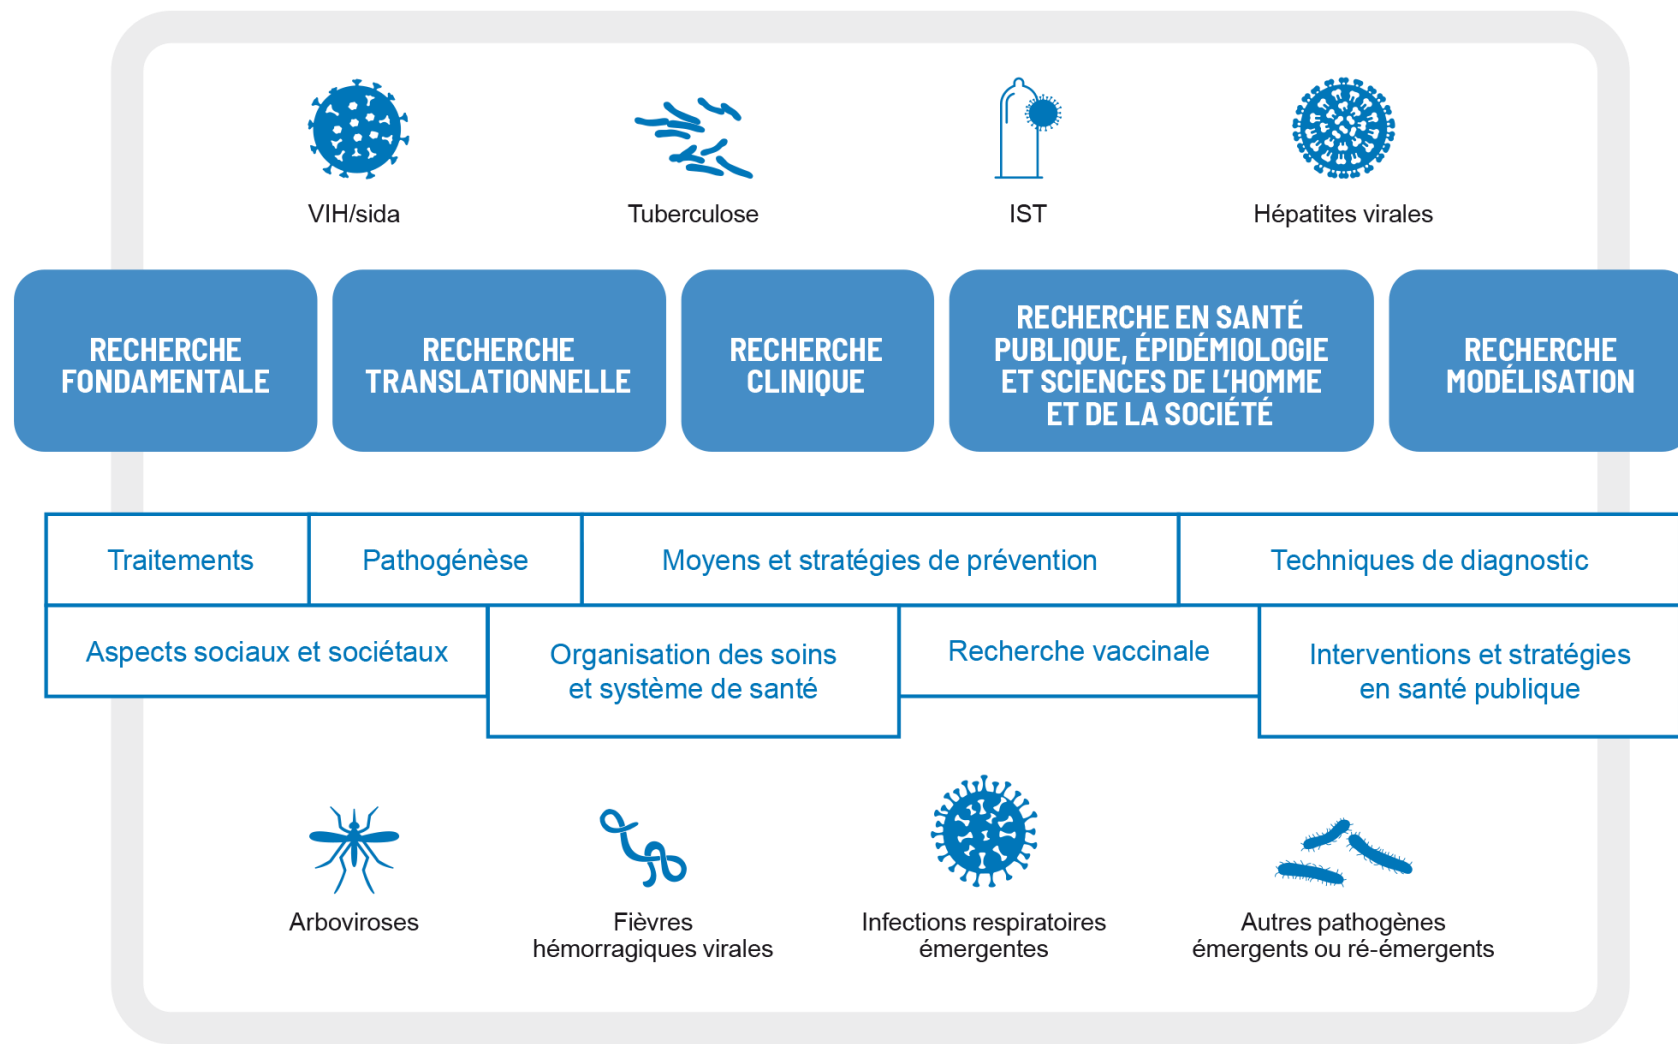 VIH/sida
Tuberculose
IST
Hépatites virales
RECHERCHE
FONDAMENTALE
RECHERCHE
TRANSLATIONNELLE
RECHERCHE
CLINIQUE
RECHERCHE EN SANTÉ
PUBLIQUE, ÉPIDÉMIOLOGIE
ET SCIENCES DE L'HOMME
ET DE LA SOCIÉTÉ
RECHERCHE
MODÉLISATION
Traitements
Pathogénèse
Moyens et stratégies de prévention
Techniques de diagnostic
Aspects sociaux et sociétaux
Organisation des soins
et système de santé
Recherche vaccinale
Interventions et stratégies
en santé publique
Arboviroses
Fièvres
hémorragiques virales
Infections respiratoires
émergentes
Autres pathogènes
émergents ou ré-émergents